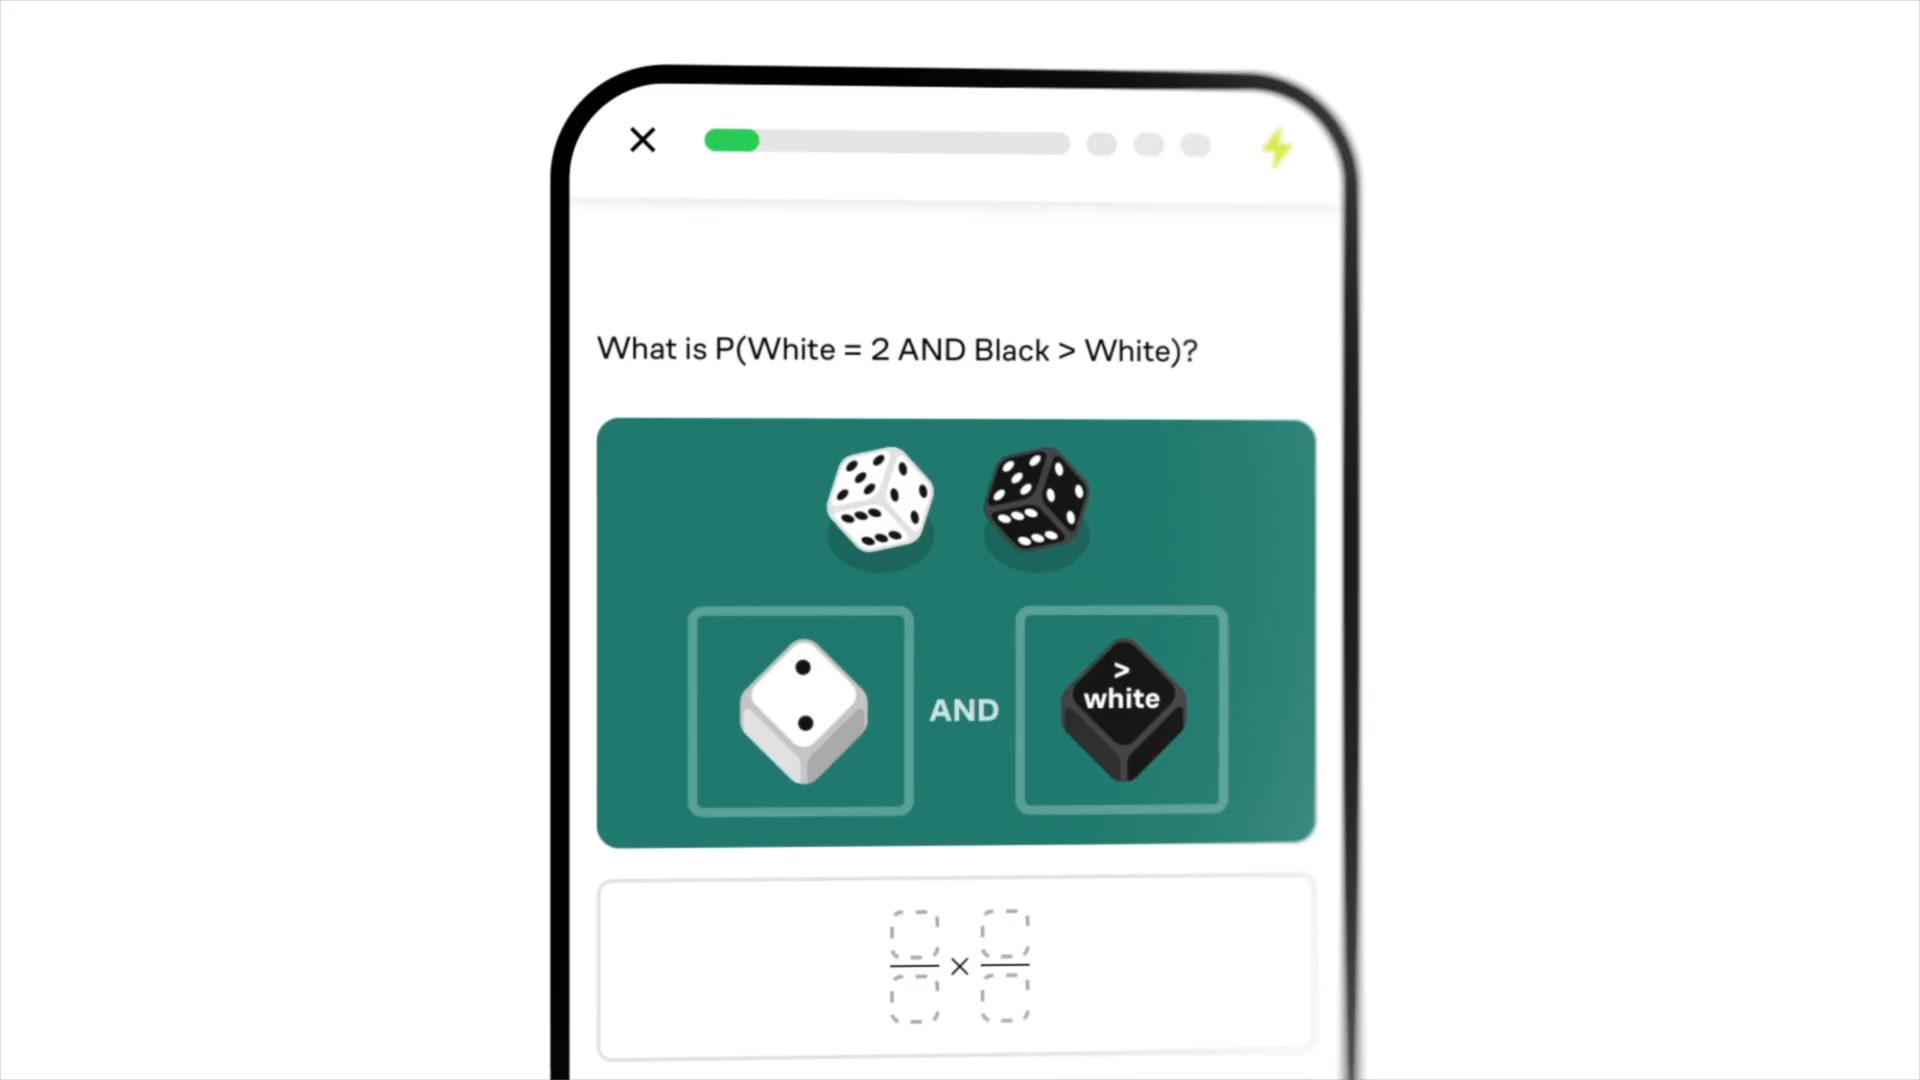 What is P(White = 2 AND Black > White)?
>
white
AND
×